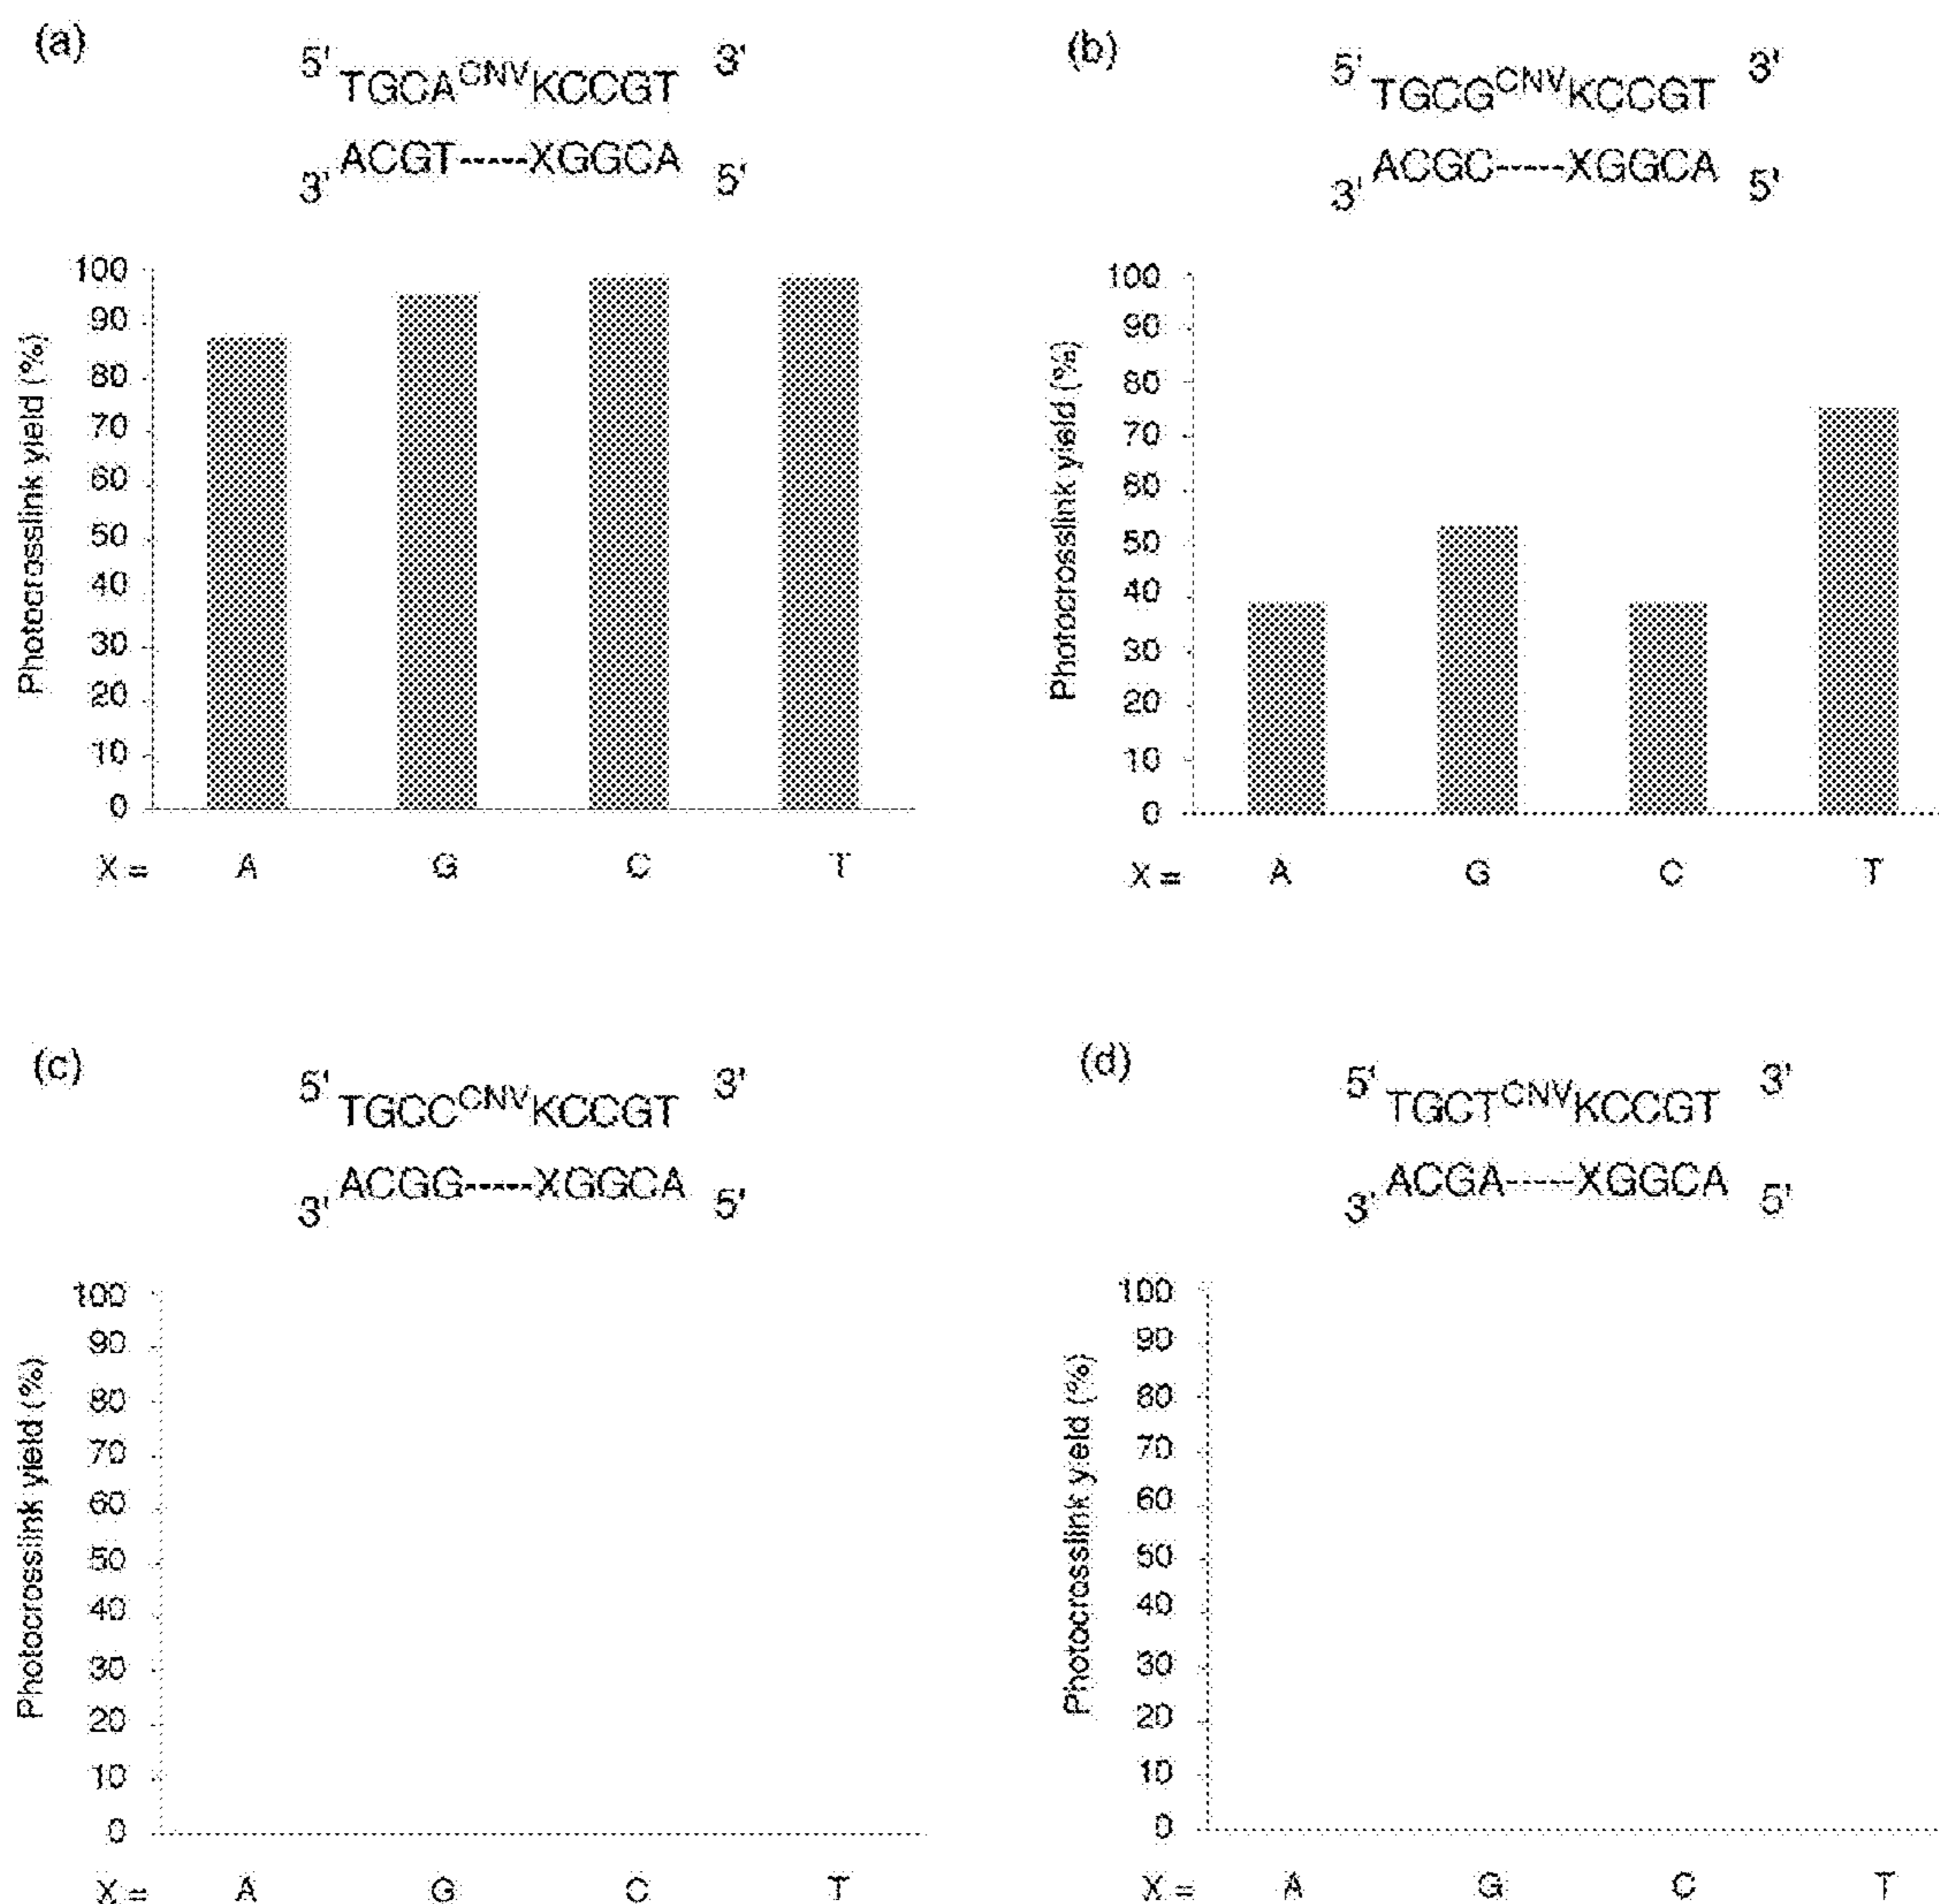 (a)
5' TGCA^CNV KCCGT 3'
3' ACGT-----XGGCA 5'
Photocrosslink yield (%)
100
90
80
70
60
50
40
30
20
10
0
X = A G C T
(b)
5' TGCG^CNV KCCGT 3'
3' ACGC-----XGGCA 5'
Photocrosslink yield (%)
100
90
80
70
60
50
40
30
20
10
0
X = A G C T
(c)
5' TGCC^CNV KCCGT 3'
3' ACGG-----XGGCA 5'
Photocrosslink yield (%)
100
90
80
70
60
50
40
30
20
10
0
X = A G C T
(d)
5' TGCT^CNV KCCGT 3'
3' ACGA-----XGGCA 5'
Photocrosslink yield (%)
100
90
80
70
60
50
40
30
20
10
0
X = A G C T